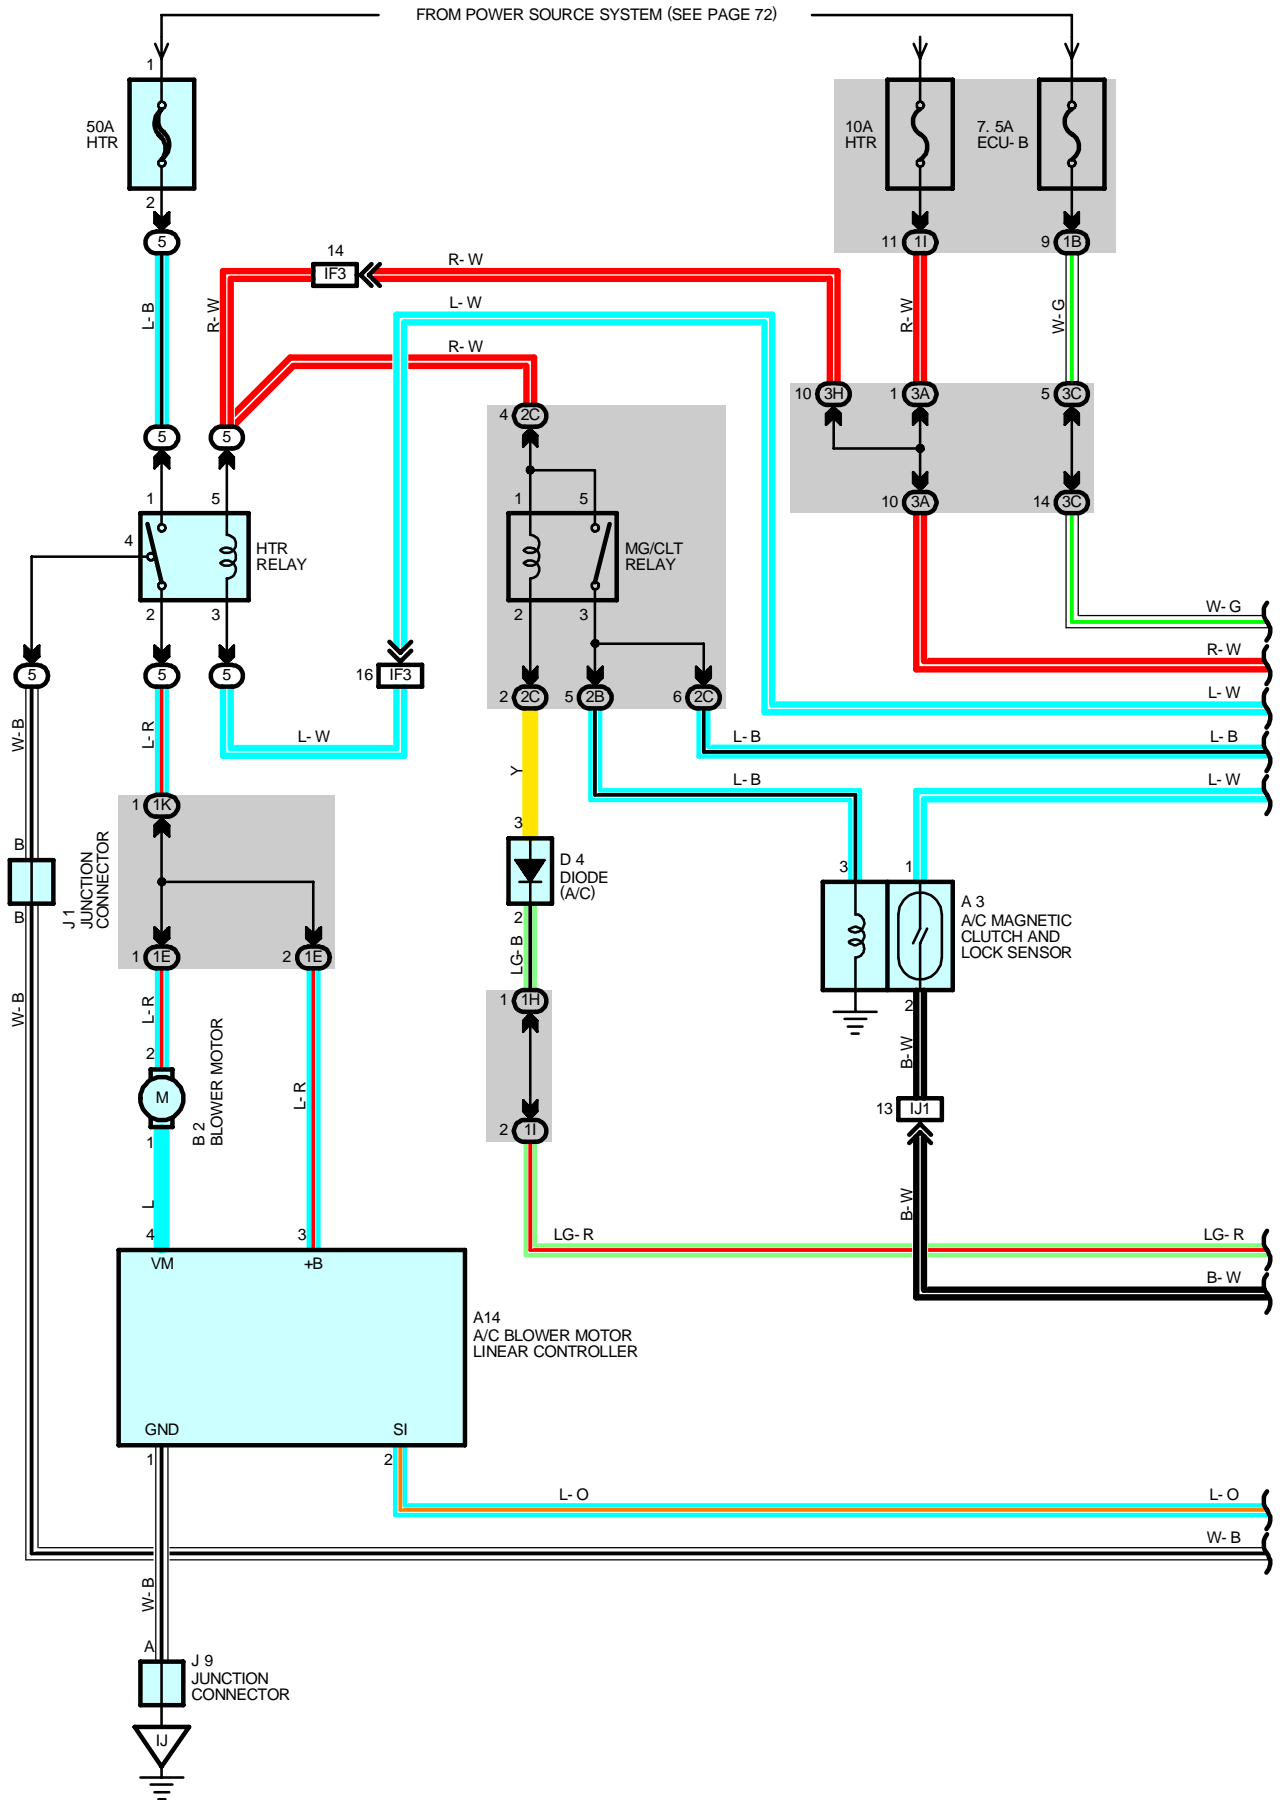 FROM POWER SOURCE SYSTEM (SEE PAGE 72)
1
50A
HTR
10A
HTR
7. 5A
ECU- B
2
5
11
1I
9
1B
14
IF3
R- W
L- B
R- W
L- W
R- W
W- G
R- W
10
3H
1
3A
5
3C
4
2C
5
5
1
5
1
5
10
3A
14
3C
4
HTR
RELAY
MG/CLT
RELAY
2
3
2
3
W- G
R- W
5
5
5
16
IF3
2
2C
5
2B
6
2C
L- W
W- B
L- R
L- W
L- B
L- B
Y
L- B
L- W
1
1K
3
B
D 4
DIODE
(A/C)
3
1
J 1
JUNCTION
CONNECTOR
B
2
A 3
A/C MAGNETIC
CLUTCH AND
LOCK SENSOR
1
1E
2
1E
LG- B
W- B
L- R
1
1H
2
B- W
2
M
B 2
BLOWER MOTOR
L- R
13
IJ1
1
2
1I
L
B- W
4
3
LG- R
LG- R
VM
+B
B- W
A14
A/C BLOWER MOTOR
LINEAR CONTROLLER
GND
SI
1
2
L- O
L- O
W- B
W- B
A
J 9
JUNCTION
CONNECTOR
IJ